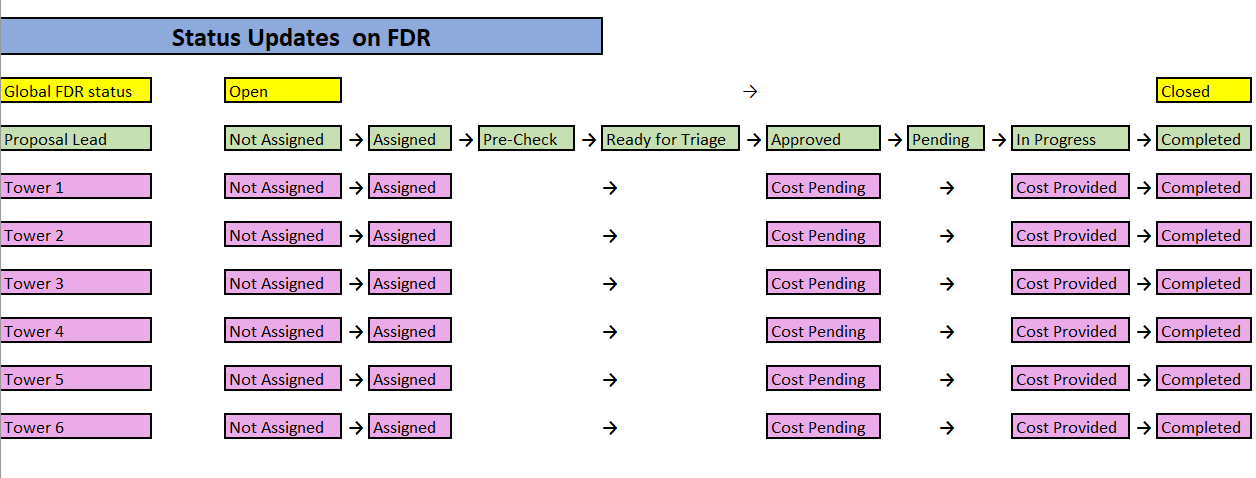 Status Updates  on FDR
Global FDR status Open → Closed
Proposal Lead Not Assigned → Assigned → Pre-Check → Ready for Triage → Approved → Pending → In Progress → Completed
Tower 1 Not Assigned → Assigned → Cost Pending → Cost Provided → Completed
Tower 2 Not Assigned → Assigned → Cost Pending → Cost Provided → Completed
Tower 3 Not Assigned → Assigned → Cost Pending → Cost Provided → Completed
Tower 4 Not Assigned → Assigned → Cost Pending → Cost Provided → Completed
Tower 5 Not Assigned → Assigned → Cost Pending → Cost Provided → Completed
Tower 6 Not Assigned → Assigned → Cost Pending → Cost Provided → Completed